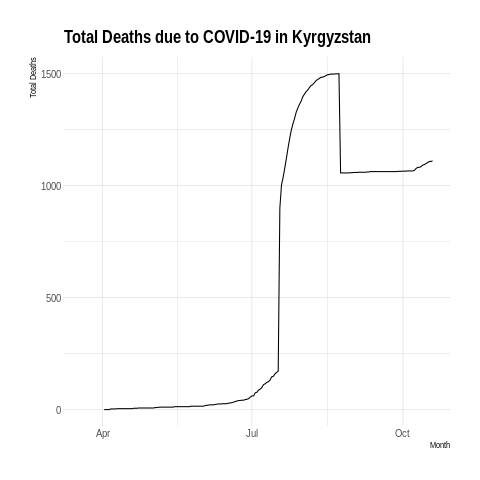 Total Deaths due to COVID-19 in Kyrgyzstan
Total Deaths
1500
1000
500
0
Apr
Jul
Oct
Month